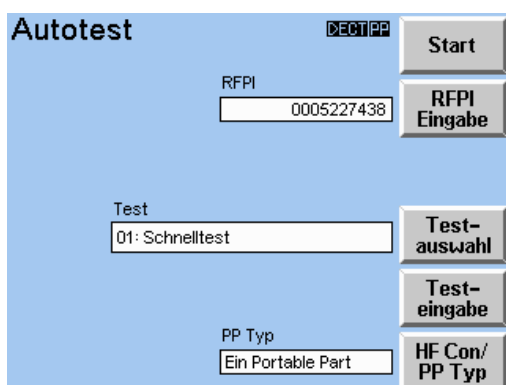 Autotest
DECT PP
Start
RFPI
0005227438
RFPI
Eingabe
Test
01: Schnelltest
Test-
auswahl
Test-
eingabe
PP Typ
Ein Portable Part
HF Con/
PP Typ